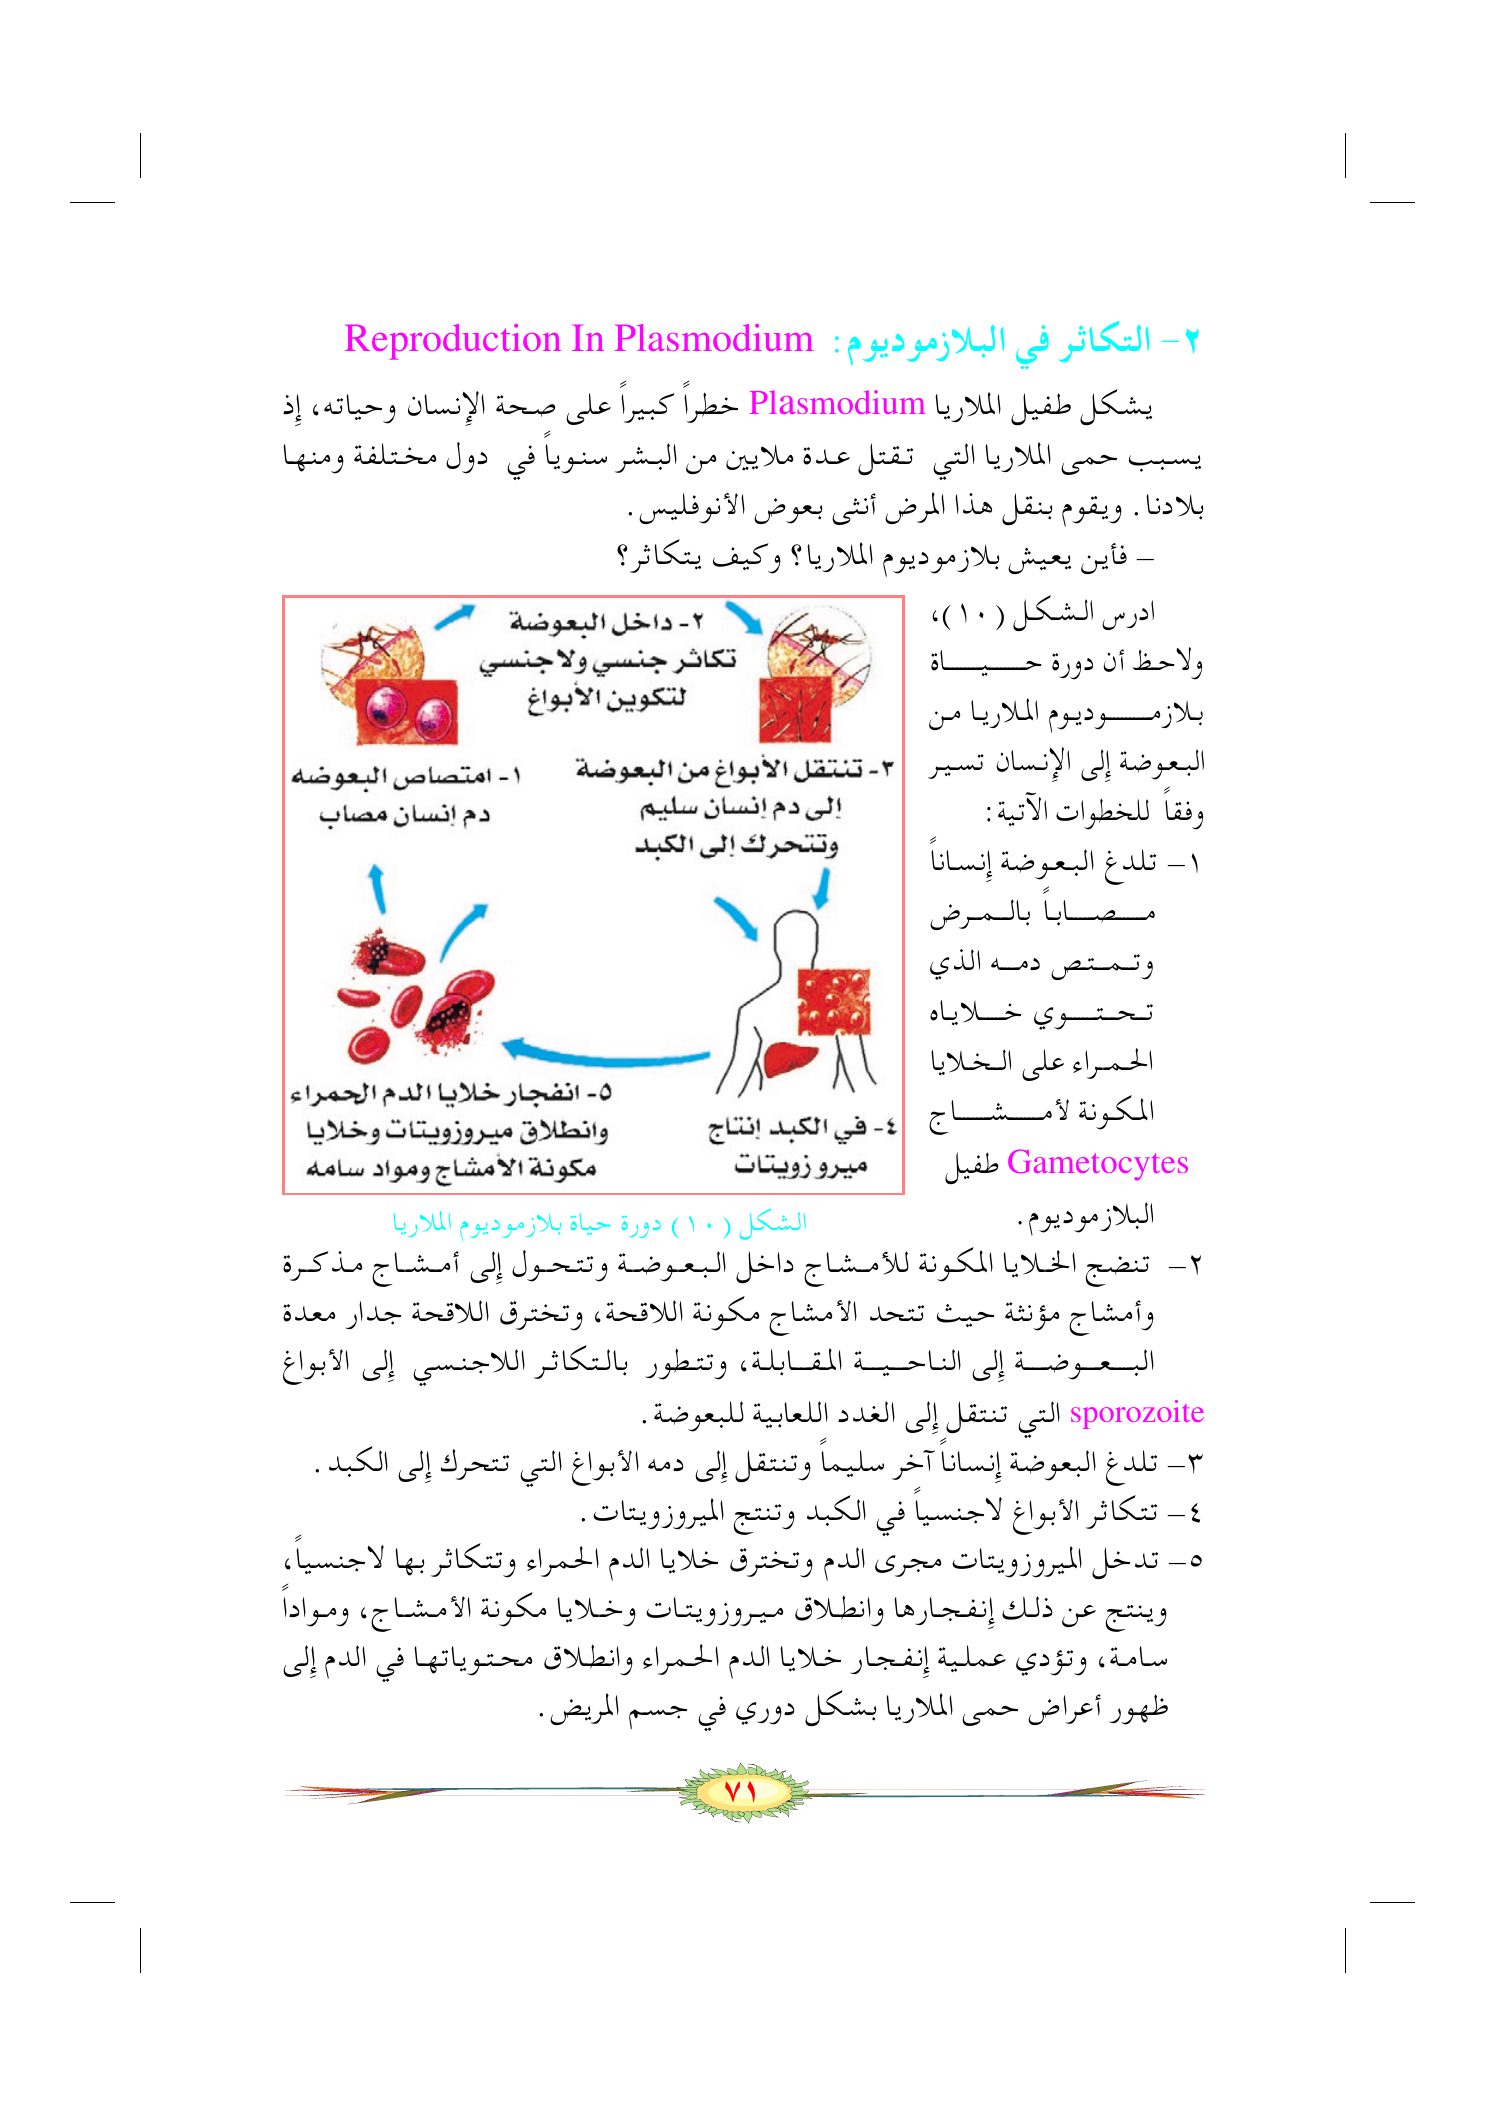 ٢- التكاثر في البلازموديوم: Reproduction In Plasmodium
يشكل طفيل الملاريا Plasmodium خطراً كبيراً على صحة الإنسان وحياته، إذ
يسبب حمى الملاريا التي تقتل عدة ملايين من البشر سنوياً في دول مختلفة ومنها
بلادنا. ويقوم بنقل هذا المرض أنثى بعوض الأنوفليس.
– فأين يعيش بلازموديوم الملاريا؟ وكيف يتكاثر؟
ادرس الشكل (١٠)،
ولاحظ أن دورة حياة
بلازموديوم الملاريا من
البعوضة إلى الإنسان تسير
وفقاً للخطوات الآتية:
١– تلدغ البعوضة إنساناً
مصاباً بالمرض
وتمتص دمه الذي
تحتوي خلاياه
الحمراء على الخلايا
المكونة لأمشاج
Gametocytes طفيل
البلازموديوم.
٢- داخل البعوضة
تكاثر جنسي ولاجنسي
لتكوين الأبواغ
٣- تنتقل الأبواغ من البعوضة
إلى دم إنسان سليم
وتتحرك إلى الكبد
١- امتصاص البعوضه
دم إنسان مصاب
٤- في الكبد إنتاج
ميروزويتات
٥- انفجار خلايا الدم الحمراء
وانطلاق ميروزويتات وخلايا
مكونة الأمشاج ومواد سامه
الشكل (١٠) دورة حياة بلازموديوم الملاريا
٢– تنضج الخلايا المكونة للأمشاج داخل البعوضة وتتحول إلى أمشاج مذكرة
وأمشاج مؤنثة حيث تتحد الأمشاج مكونة اللاقحة، وتخترق اللاقحة جدار معدة
البعوضة إلى الناحية المقابلة، وتتطور بالتكاثر اللاجنسي إلى الأبواغ
sporozoite التي تنتقل إلى الغدد اللعابية للبعوضة.
٣– تلدغ البعوضة إنساناً آخر سليماً وتنتقل إلى دمه الأبواغ التي تتحرك إلى الكبد.
٤– تتكاثر الأبواغ لاجنسياً في الكبد وتنتج الميروزويتات.
٥– تدخل الميروزويتات مجرى الدم وتخترق خلايا الدم الحمراء وتتكاثر بها لاجنسياً،
وينتج عن ذلك إنفجارها وانطلاق ميروزويتات وخلايا مكونة الأمشاج، ومواداً
سامة، وتؤدي عملية إنفجار خلايا الدم الحمراء وانطلاق محتوياتها في الدم إلى
ظهور أعراض حمى الملاريا بشكل دوري في جسم المريض.
٧١